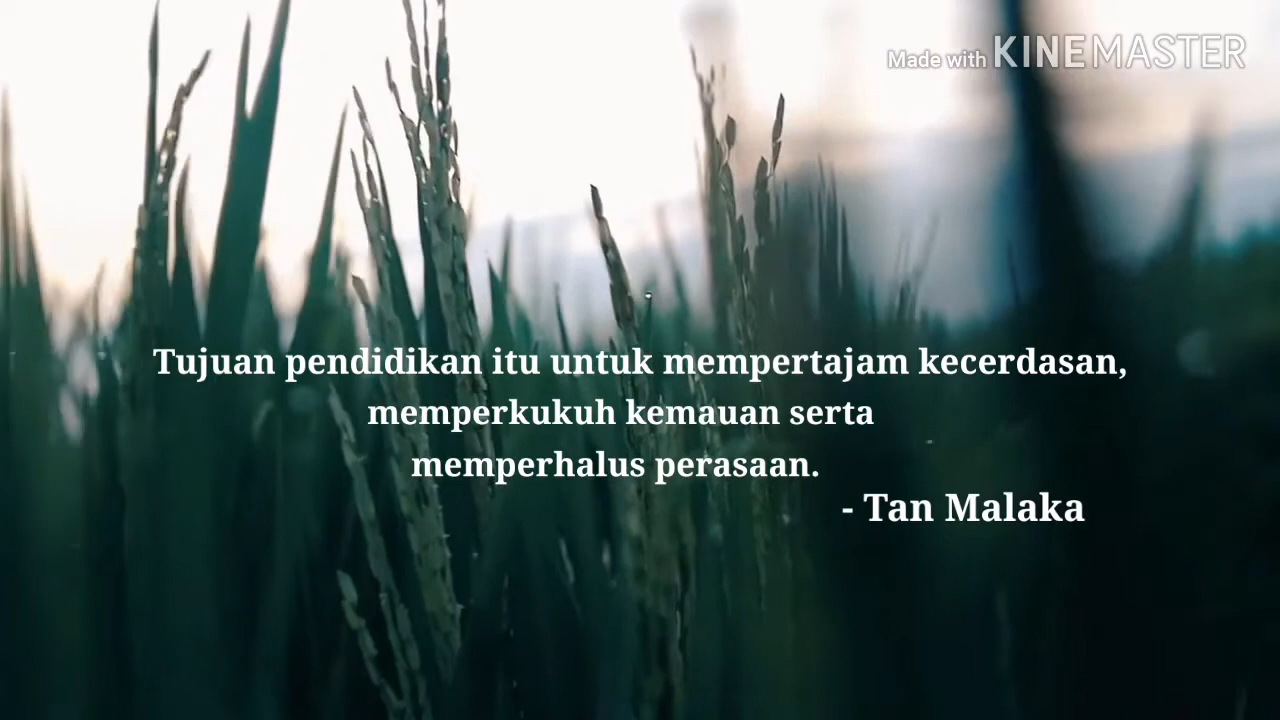 Made with KINEMASTER
Tujuan pendidikan itu untuk mempertajam kecerdasan,
memperkukuh kemauan serta
memperhalus perasaan.
- Tan Malaka